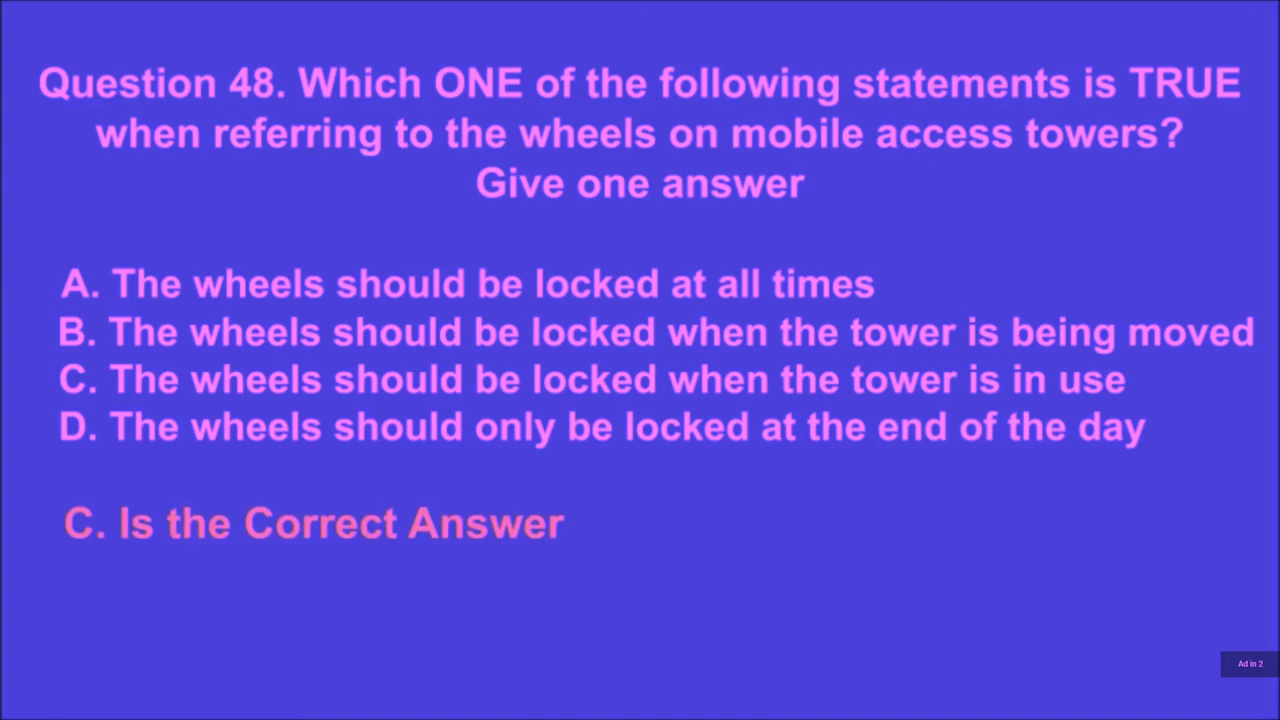 Question 48. Which ONE of the following statements is TRUE
when referring to the wheels on mobile access towers?
Give one answer
A. The wheels should be locked at all times
B. The wheels should be locked when the tower is being moved
C. The wheels should be locked when the tower is in use
D. The wheels should only be locked at the end of the day
C. Is the Correct Answer
Ad in 2